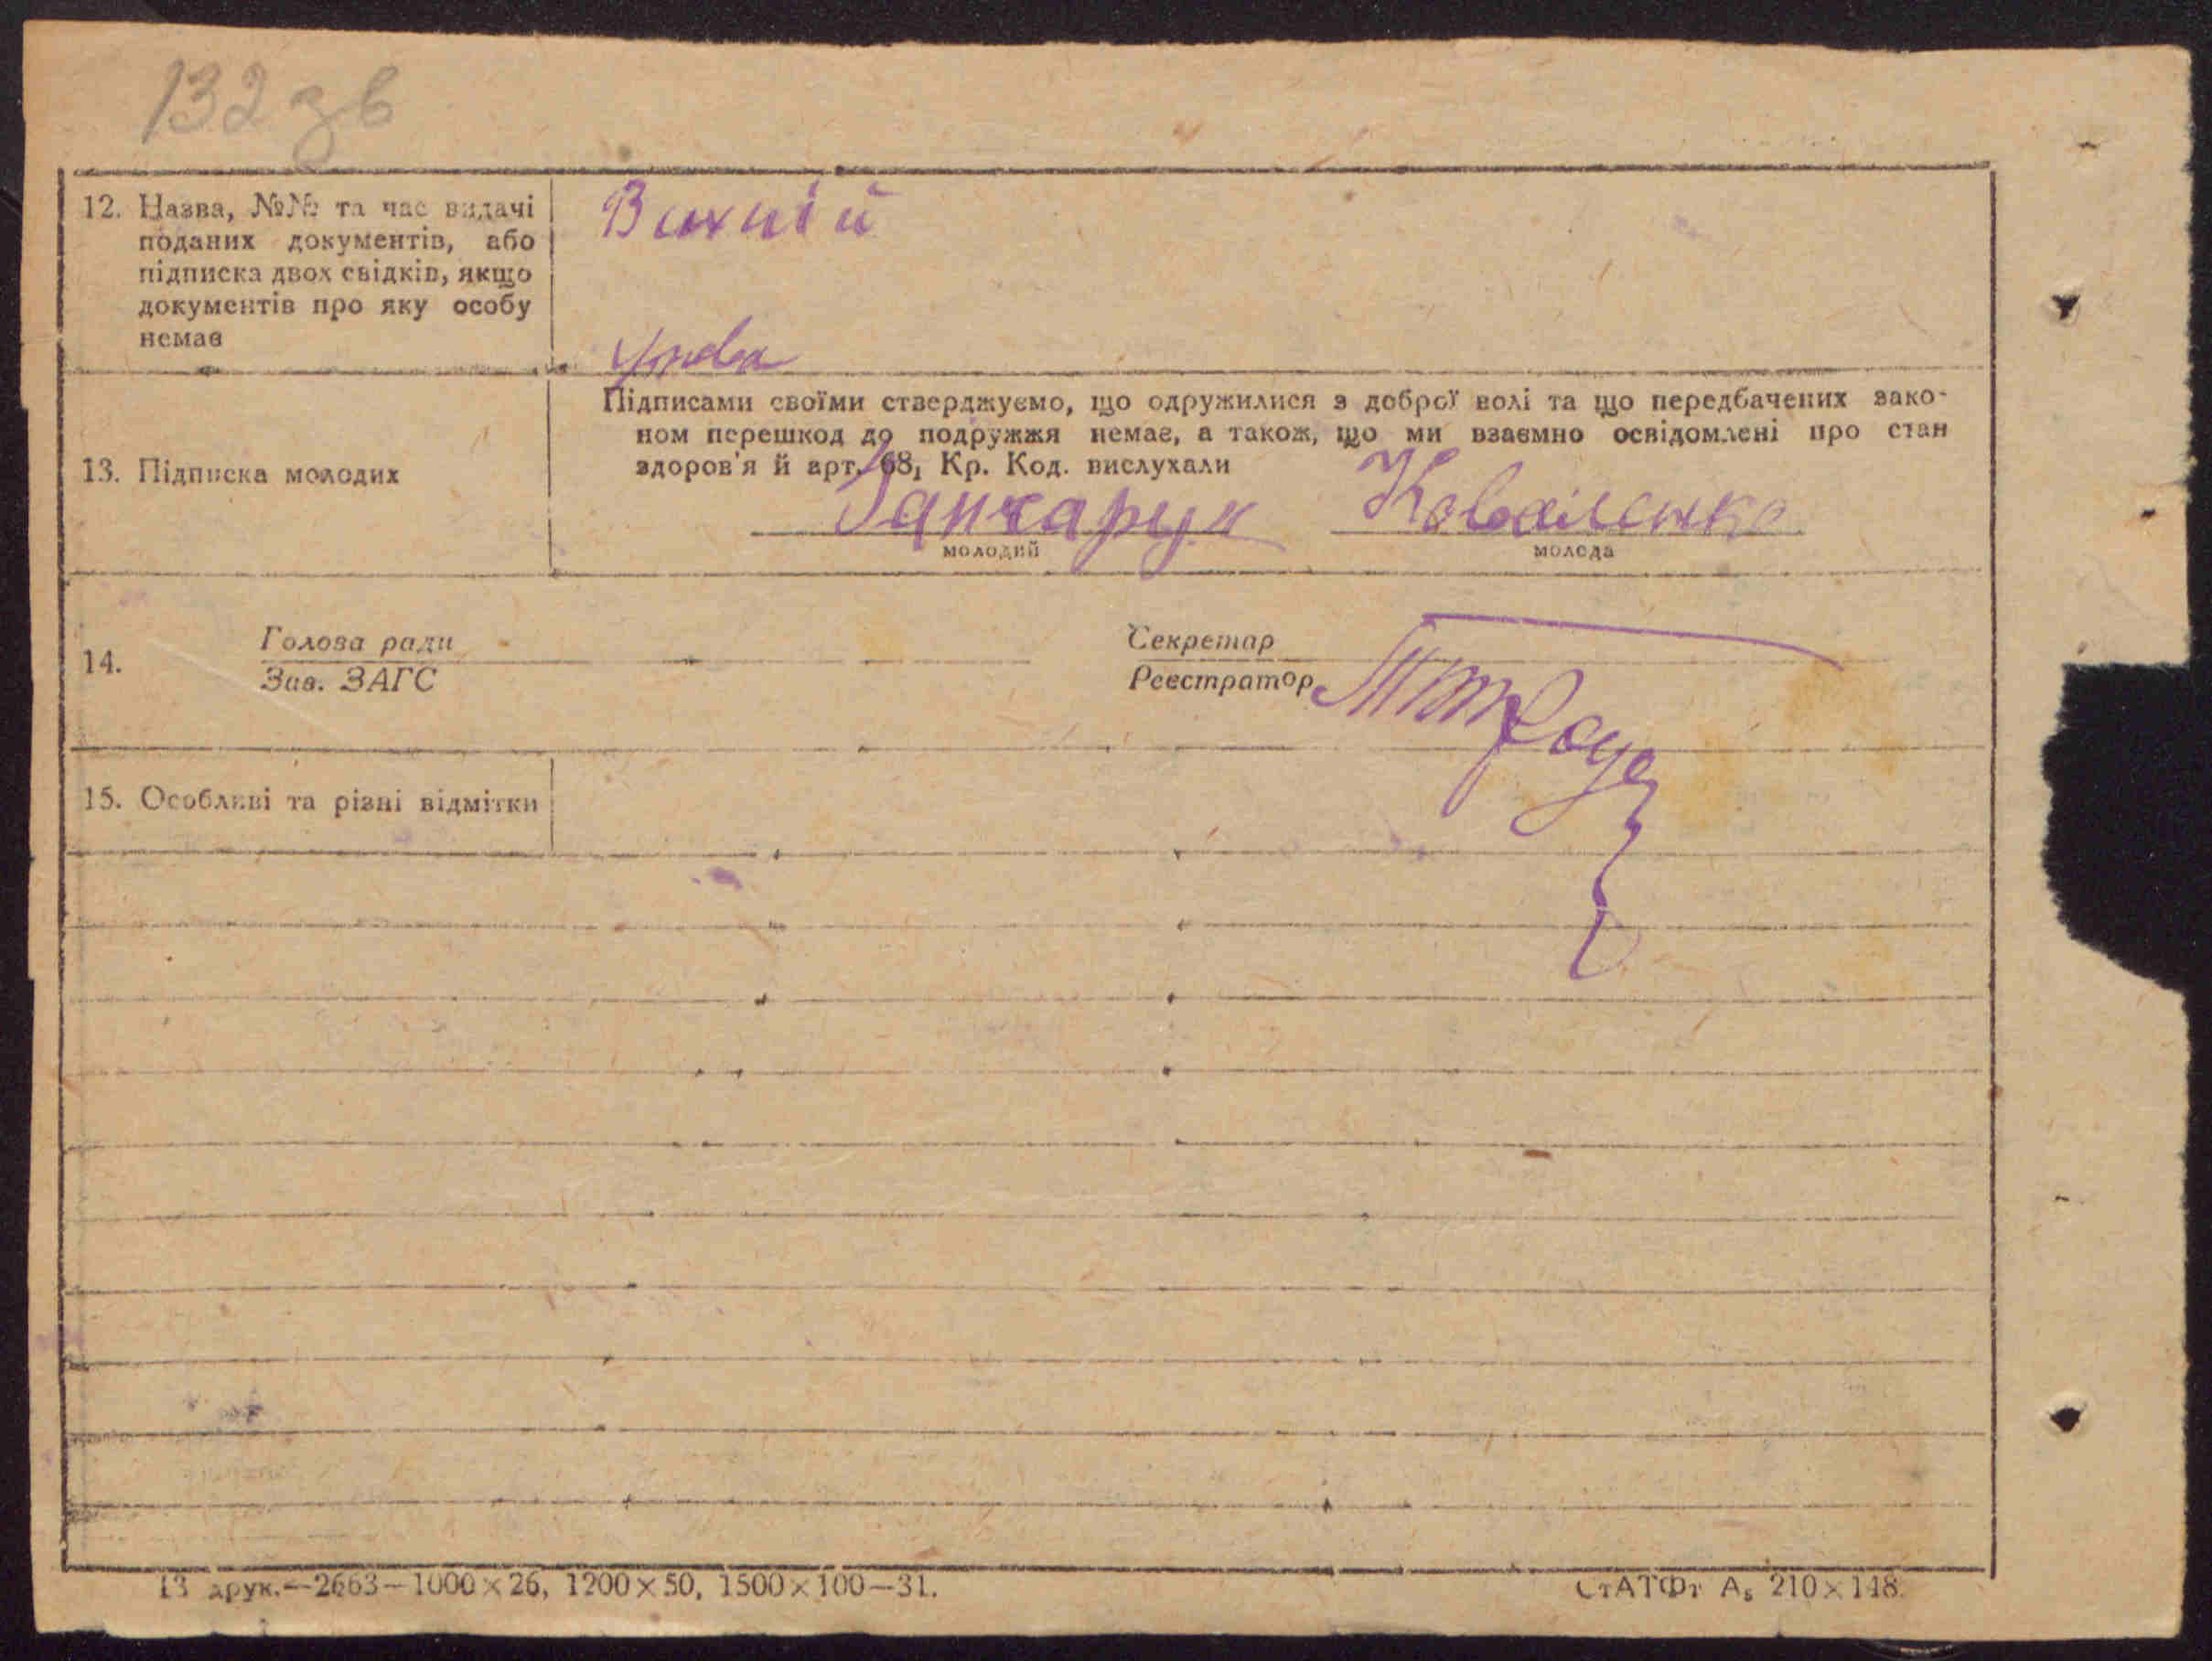 132 зв
12. Назва, №№ та час видачі
поданих документів, або
підписка двох свідків, якщо
документів про яку особу
немає
13. Підписка молодих
Підписами своїми стверджуємо, що одружилися з доброї волі та що передбачених зако-
ном перешкод до подружжя немає, а також, що ми взаємно освідомлені про стан
здоров'я й арт. 68, Кр. Код. вислухали
Ганчарук Коваленко
молодий молода
14. Голова ради Секретар
Зав. ЗАГС Реєстратор
15. Особливі та різні відмітки
13 друк.—2663—1000×26, 1200×50, 1500×100—31. СтАТФт А₅ 210×148.